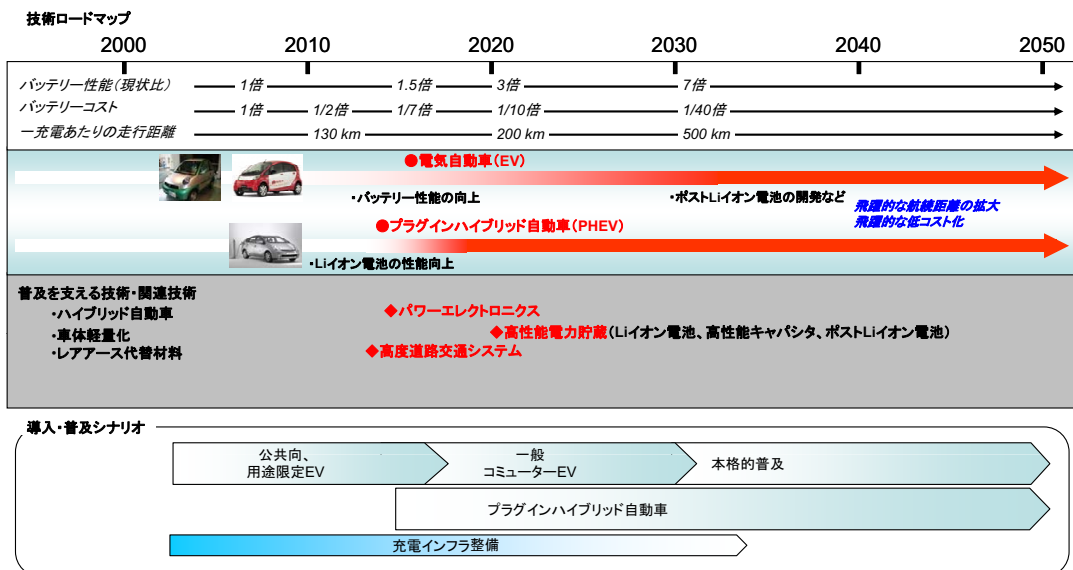 技術ロードマップ
2000 2010 2020 2030 2040 2050
バッテリー性能(現状比) 1倍 1.5倍 3倍 7倍
バッテリーコスト 1倍 1/2倍 1/7倍 1/10倍 1/40倍
一充電あたりの走行距離 130 km 200 km 500 km
●電気自動車(EV)
・バッテリー性能の向上 ・ポストLiイオン電池の開発など
飛躍的な航続距離の拡大
飛躍的な低コスト化
●プラグインハイブリッド自動車(PHEV)
・Liイオン電池の性能向上
普及を支える技術・関連技術
・ハイブリッド自動車 ◆パワーエレクトロニクス
・車体軽量化 ◆高性能電力貯蔵(Liイオン電池、高性能キャパシタ、ポストLiイオン電池)
・レアアース代替材料 ◆高度道路交通システム
導入・普及シナリオ
公共向、
用途限定EV
一般
コミューターEV
本格的普及
プラグインハイブリッド自動車
充電インフラ整備